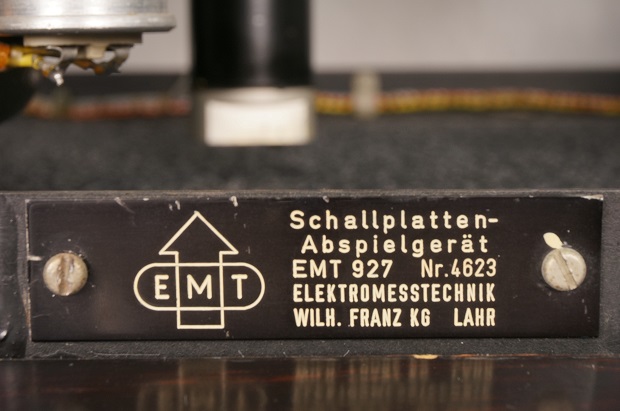 EMT
Schallplatten-
Abspielgerät
EMT 927 Nr.4623
ELEKTROMESSTECHNIK
WILH. FRANZ KG LAHR